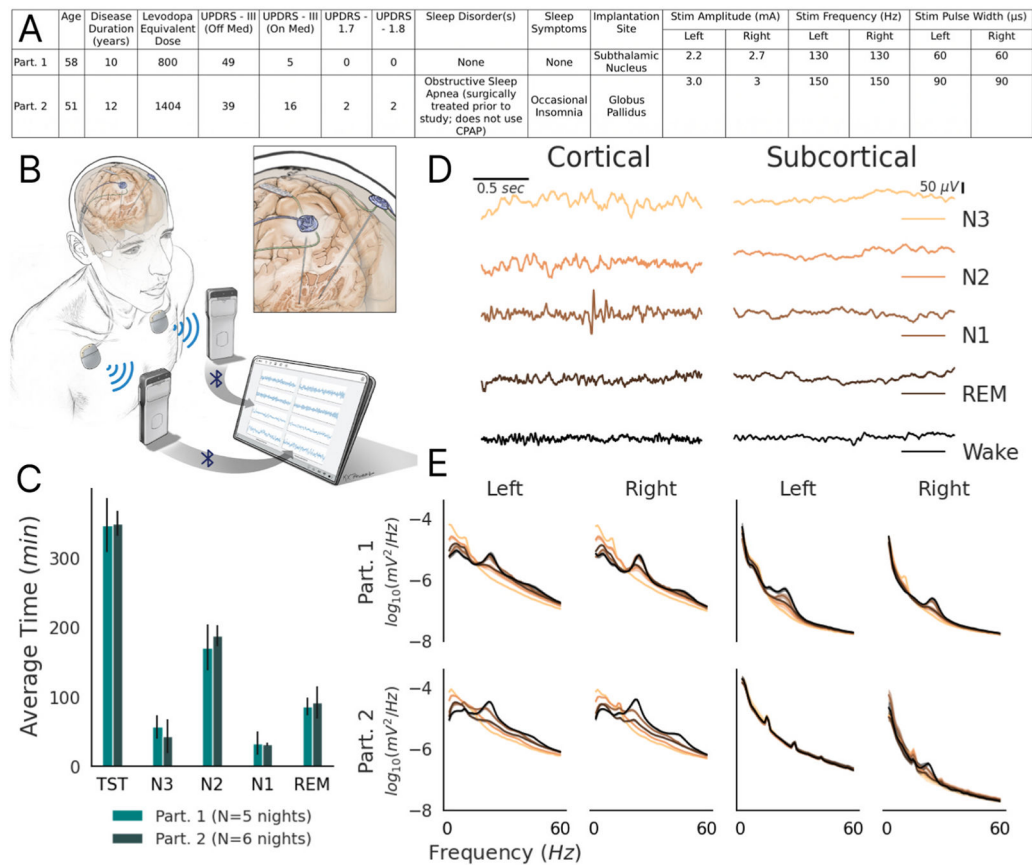 A
Age
Disease Duration (years)
Levodopa Equivalent Dose
UPDRS - III (Off Med)
UPDRS - III (On Med)
UPDRS - 1.7
UPDRS - 1.8
Sleep Disorder(s)
Sleep Symptoms
Implantation Site
Stim Amplitude (mA)
Stim Frequency (Hz)
Stim Pulse Width (µs)
Left Right Left Right Left Right
Part. 1 58 10 800 49 5 0 0 None None Subthalamic Nucleus 2.2 2.7 130 130 60 60
Part. 2 51 12 1404 39 16 2 2
Obstructive Sleep
Apnea (surgically
treated prior to
study; does not use
CPAP)
Occasional
Insomnia
Globus
Pallidus
3.0 3 150 150 90 90
B
D
Cortical Subcortical
0.5 sec 50 µV
N3
N2
N1
REM
Wake
C
Average Time (min)
300
200
100
0
TST N3 N2 N1 REM
Part. 1 (N=5 nights)
Part. 2 (N=6 nights)
E
Left Right Left Right
Part. 1
log10(mV2/Hz)
−4
−6
−8
Part. 2
log10(mV2/Hz)
−4
−6
−8
0 60 0 60 0 60 0 60
Frequency (Hz)